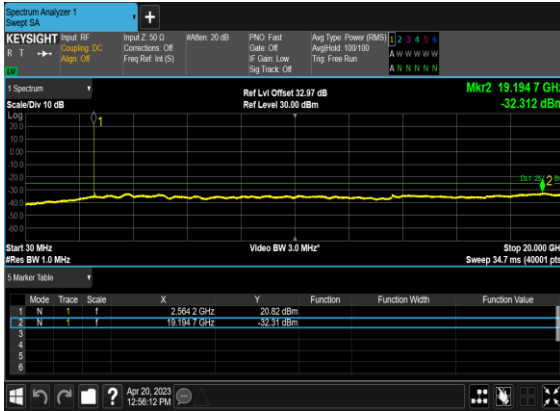 Spectrum Analyzer 1
Swept SA
KEYSIGHT
R T
Input: RF
Coupling: DC
Align: Off
Input Z: 50 Ω
Corrections: Off
Freq Ref: Int (S)
#Atten: 20 dB
PNO: Fast
Gate: Off
IF Gain: Low
Sig Track: Off
Avg Type: Power (RMS)
Avg|Hold: 100/100
Trig: Free Run
1 2 3 4 5 6
A W W W W W
A N N N N N
1 Spectrum
Scale/Div 10 dB
Log
Ref Lvl Offset 32.97 dB
Ref Level 30.00 dBm
Mkr2 19.194 7 GHz
-32.312 dBm
1
20.0
10.0
0.00
-10.0
-20.0
-30.0
-40.0
-50.0
-60.0
2
Start 30 MHz
#Res BW 1.0 MHz
Video BW 3.0 MHz*
Stop 20.000 GHz
Sweep 34.7 ms (40001 pts)
5 Marker Table
Mode Trace Scale X Y Function Function Width Function Value
1 N 1 f 2.564 2 GHz 20.82 dBm
2 N 1 f 19.194 7 GHz -32.31 dBm
3
4
5
6
?
Apr 20, 2023
12:56:12 PM